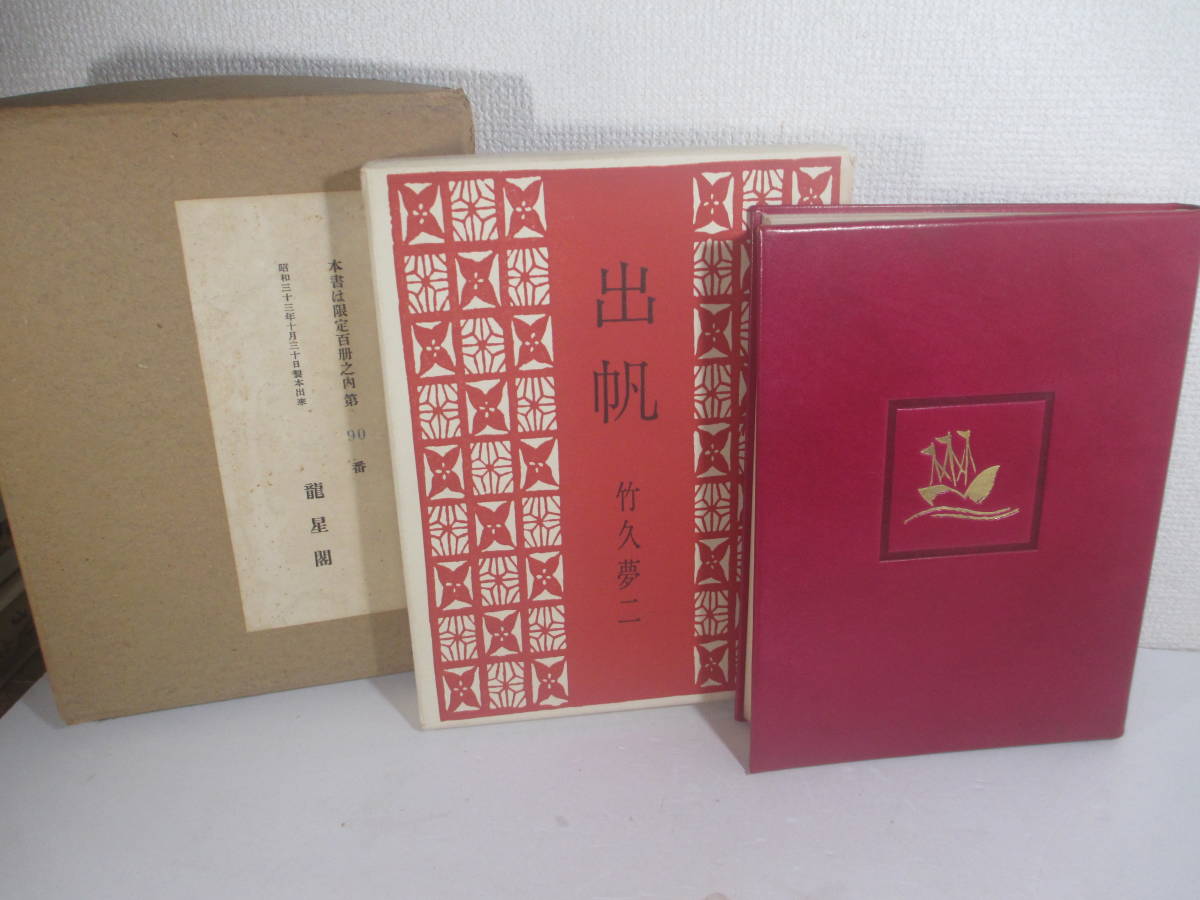 本書は限定百册之内第 90 番
昭和三十三年十月三十日製本出来
龍星閣
出帆
竹久夢二